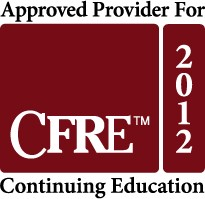 Approved Provider For
2012
CFRE™
Continuing Education